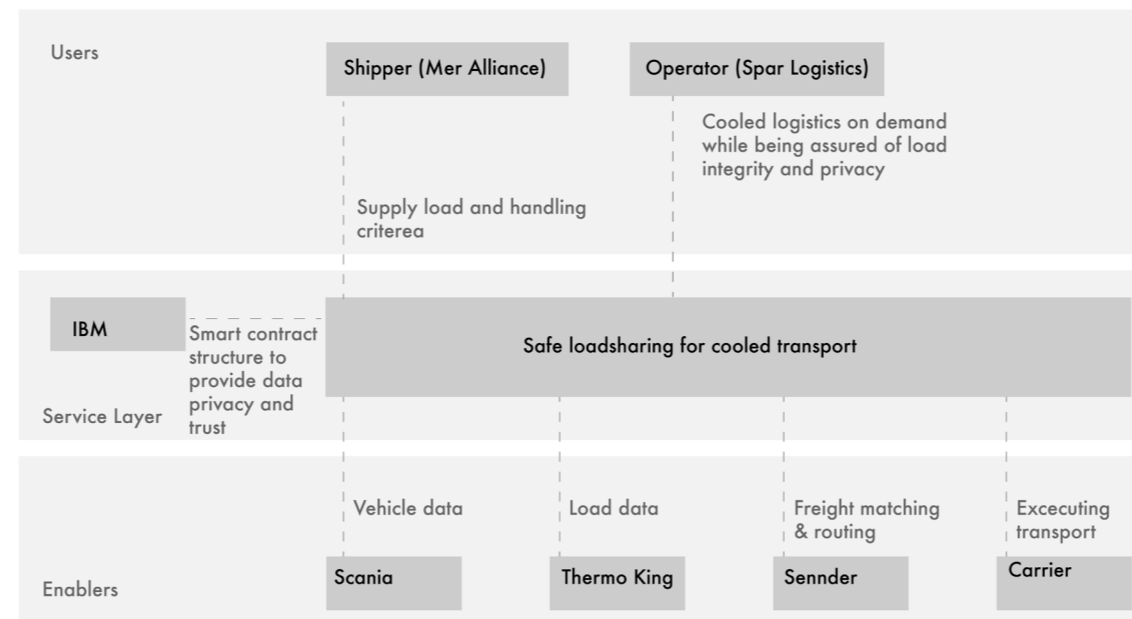 Users
Shipper (Mer Alliance)
Operator (Spar Logistics)
Cooled logistics on demand
while being assured of load
integrity and privacy
Supply load and handling
criterea
IBM
Smart contract
structure to
provide data
privacy and
trust
Safe loadsharing for cooled transport
Service Layer
Vehicle data
Load data
Freight matching
& routing
Excecuting
transport
Scania
Thermo King
Sennder
Carrier
Enablers